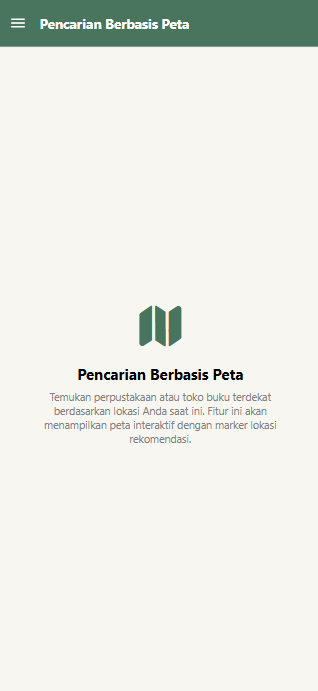 Pencarian Berbasis Peta
Pencarian Berbasis Peta
Temukan perpustakaan atau toko buku terdekat
berdasarkan lokasi Anda saat ini. Fitur ini akan
menampilkan peta interaktif dengan marker lokasi
rekomendasi.